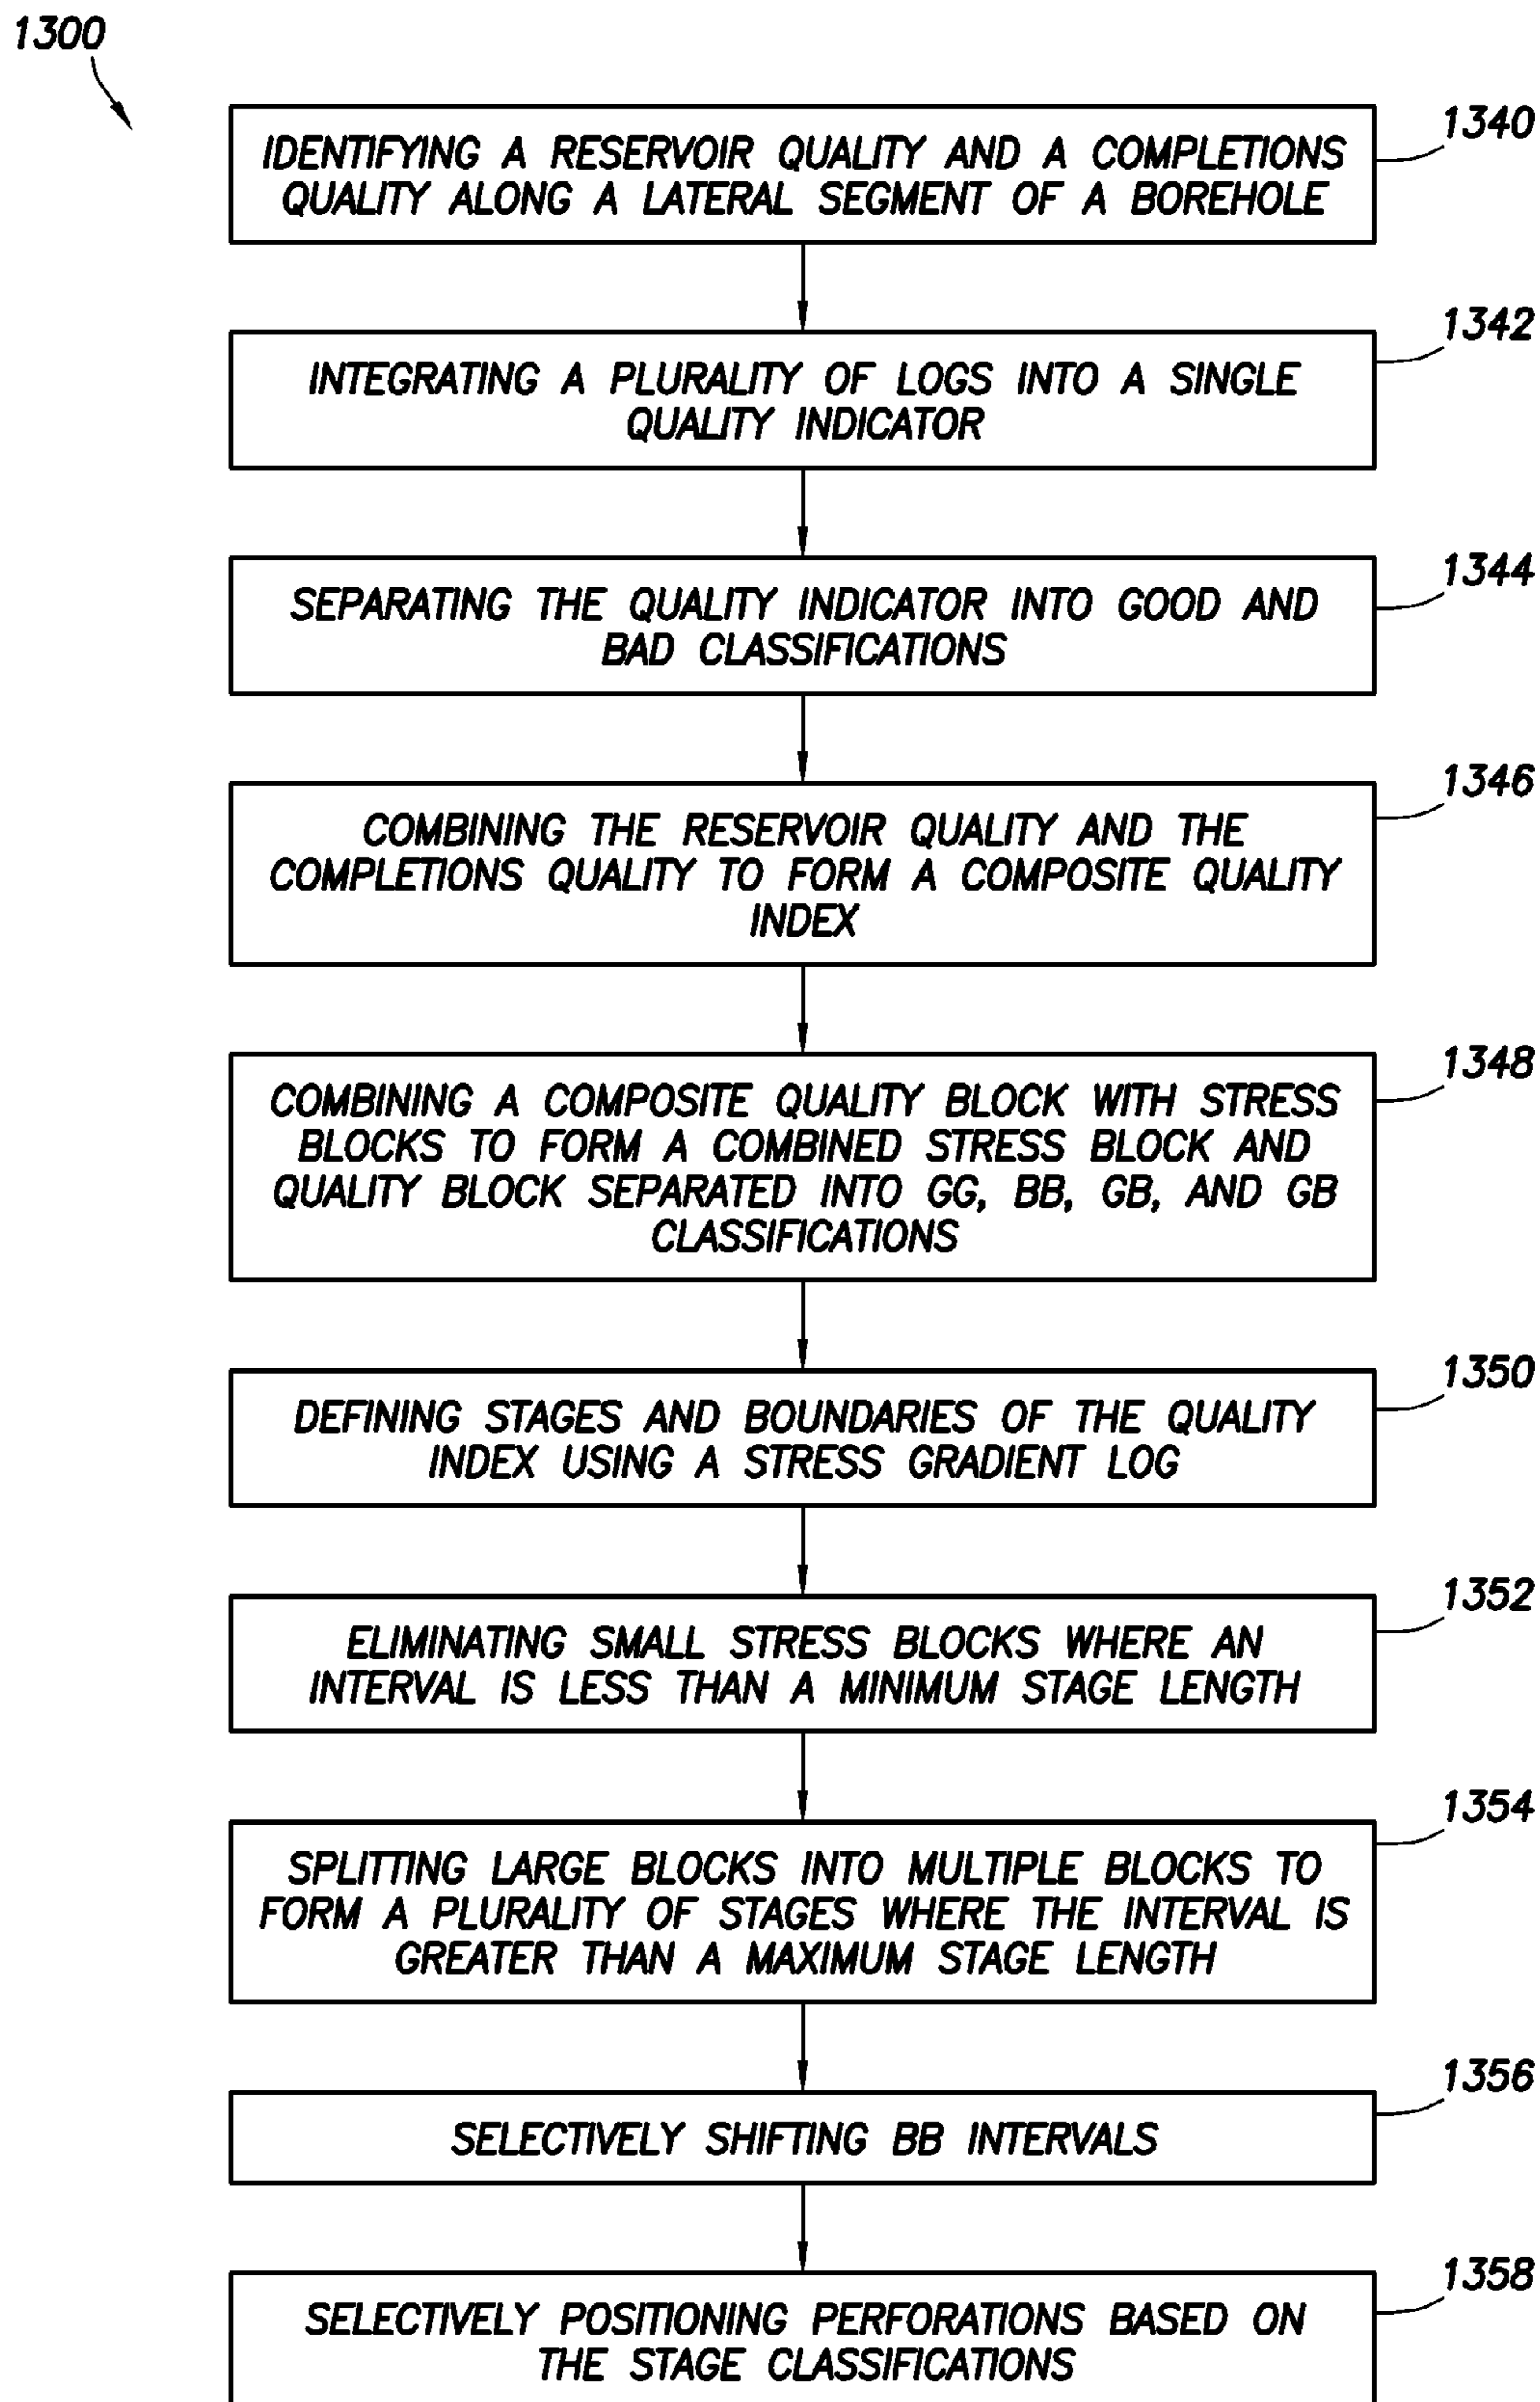 1300
1340
IDENTIFYING A RESERVOIR QUALITY AND A COMPLETIONS
QUALITY ALONG A LATERAL SEGMENT OF A BOREHOLE
1342
INTEGRATING A PLURALITY OF LOGS INTO A SINGLE
QUALITY INDICATOR
1344
SEPARATING THE QUALITY INDICATOR INTO GOOD AND
BAD CLASSIFICATIONS
1346
COMBINING THE RESERVOIR QUALITY AND THE
COMPLETIONS QUALITY TO FORM A COMPOSITE QUALITY
INDEX
1348
COMBINING A COMPOSITE QUALITY BLOCK WITH STRESS
BLOCKS TO FORM A COMBINED STRESS BLOCK AND
QUALITY BLOCK SEPARATED INTO GG, BB, GB, AND GB
CLASSIFICATIONS
1350
DEFINING STAGES AND BOUNDARIES OF THE QUALITY
INDEX USING A STRESS GRADIENT LOG
1352
ELIMINATING SMALL STRESS BLOCKS WHERE AN
INTERVAL IS LESS THAN A MINIMUM STAGE LENGTH
1354
SPLITTING LARGE BLOCKS INTO MULTIPLE BLOCKS TO
FORM A PLURALITY OF STAGES WHERE THE INTERVAL IS
GREATER THAN A MAXIMUM STAGE LENGTH
1356
SELECTIVELY SHIFTING BB INTERVALS
1358
SELECTIVELY POSITIONING PERFORATIONS BASED ON
THE STAGE CLASSIFICATIONS